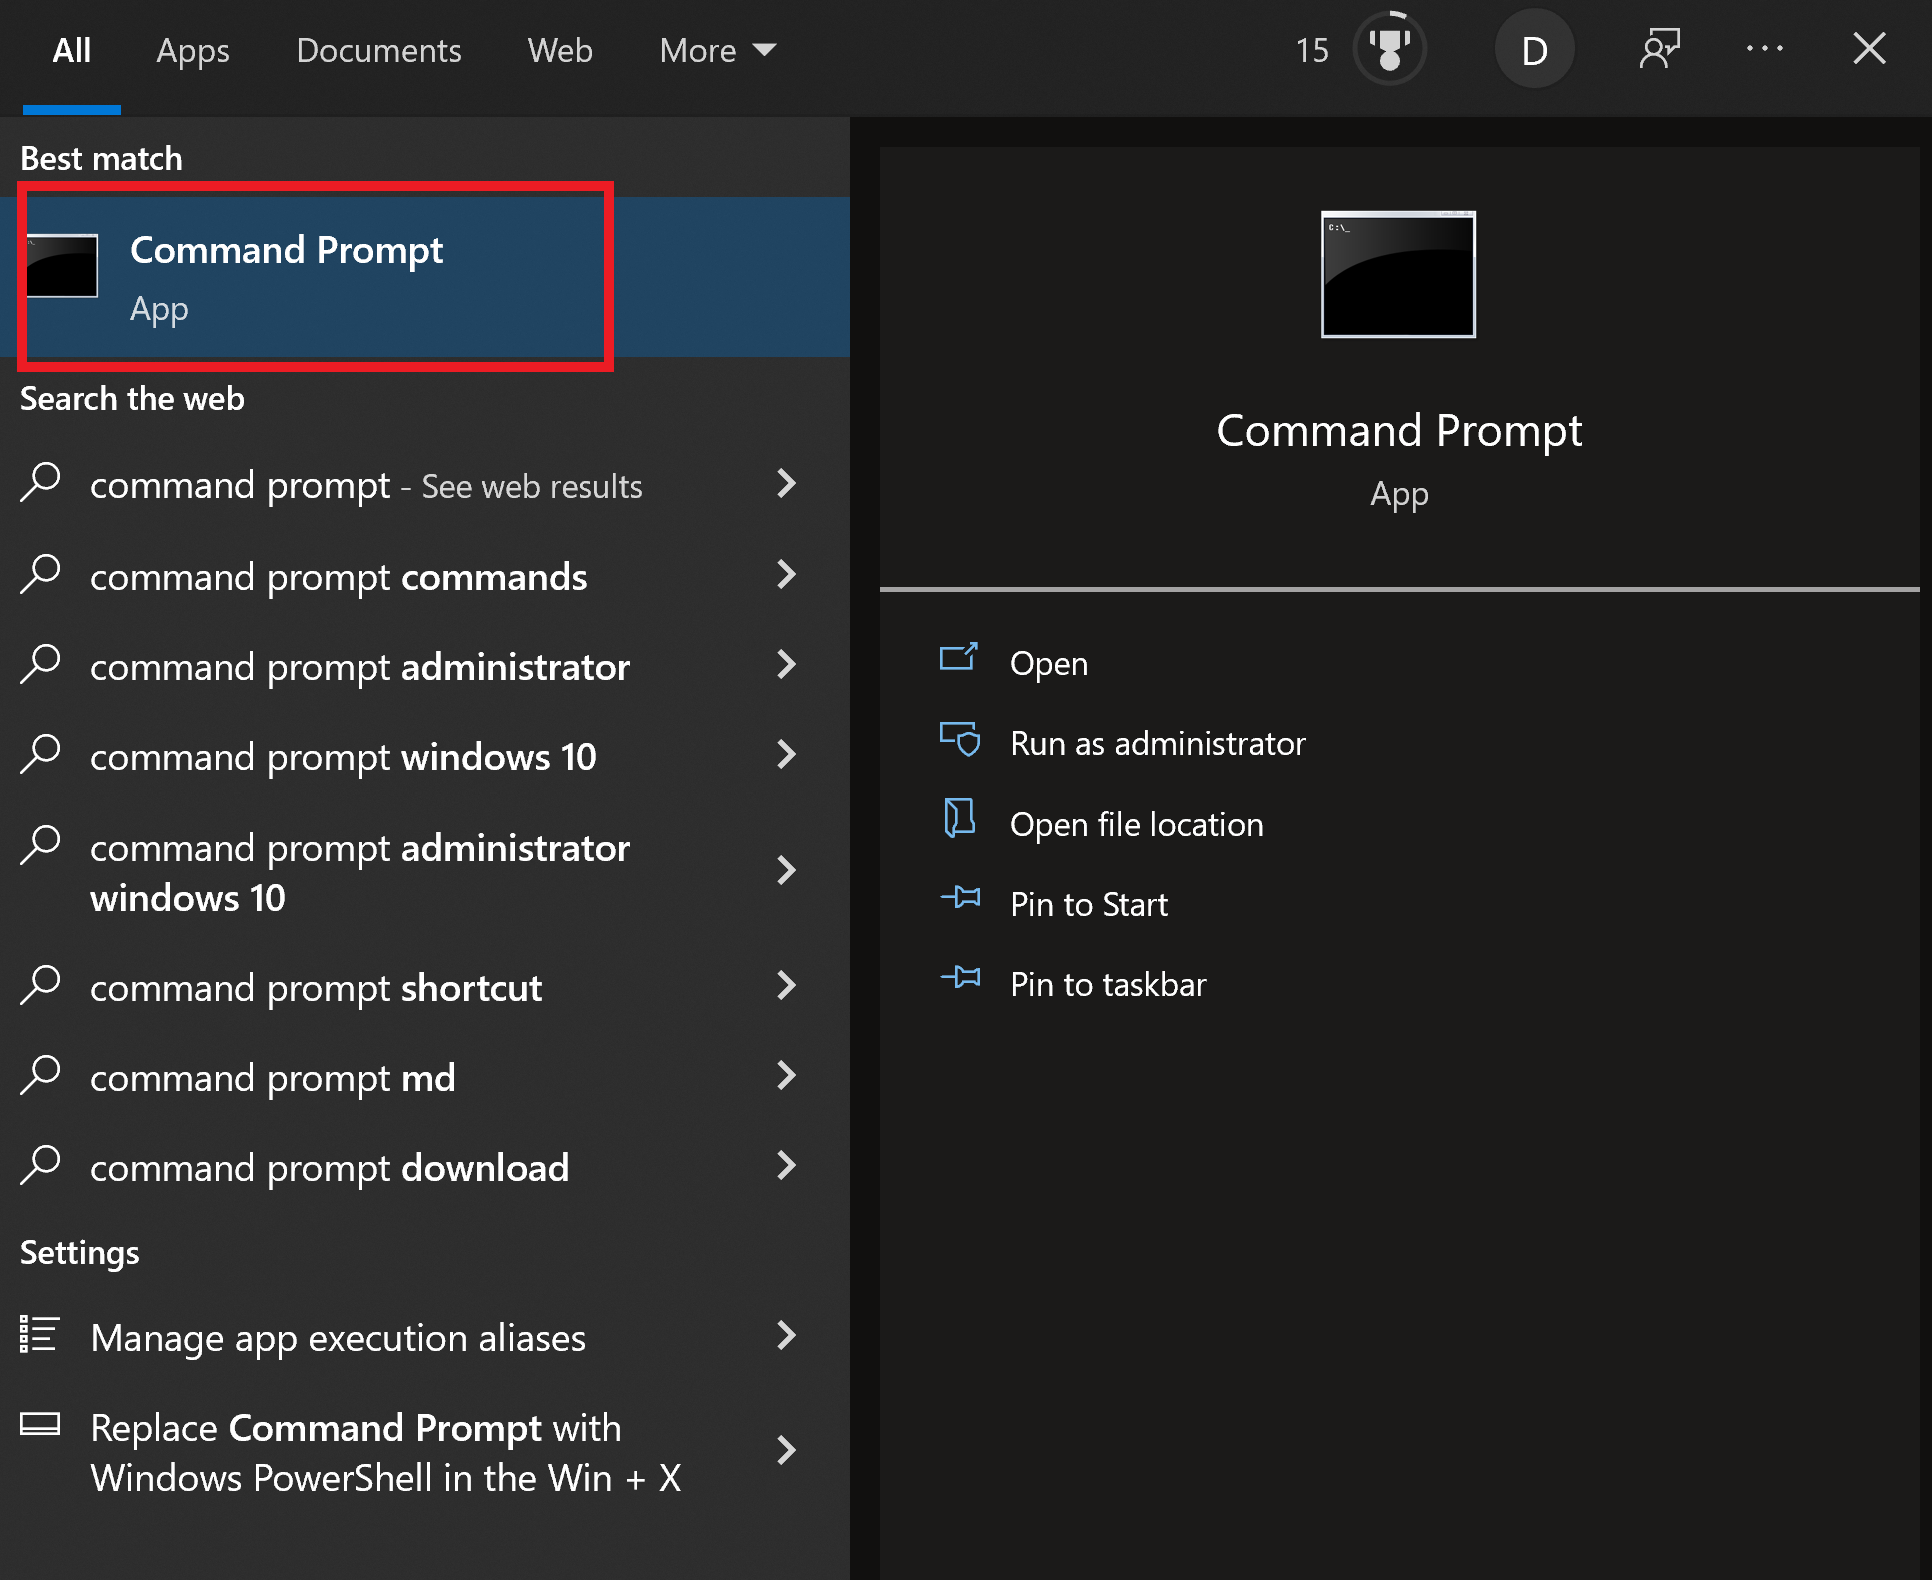 All
Apps
Documents
Web
More
15
D
Best match
Command Prompt
App
Search the web
command prompt - See web results
command prompt commands
command prompt administrator
command prompt windows 10
command prompt administrator
windows 10
command prompt shortcut
command prompt md
command prompt download
Settings
Manage app execution aliases
Replace Command Prompt with
Windows PowerShell in the Win + X
C:\_
Command Prompt
App
Open
Run as administrator
Open file location
Pin to Start
Pin to taskbar